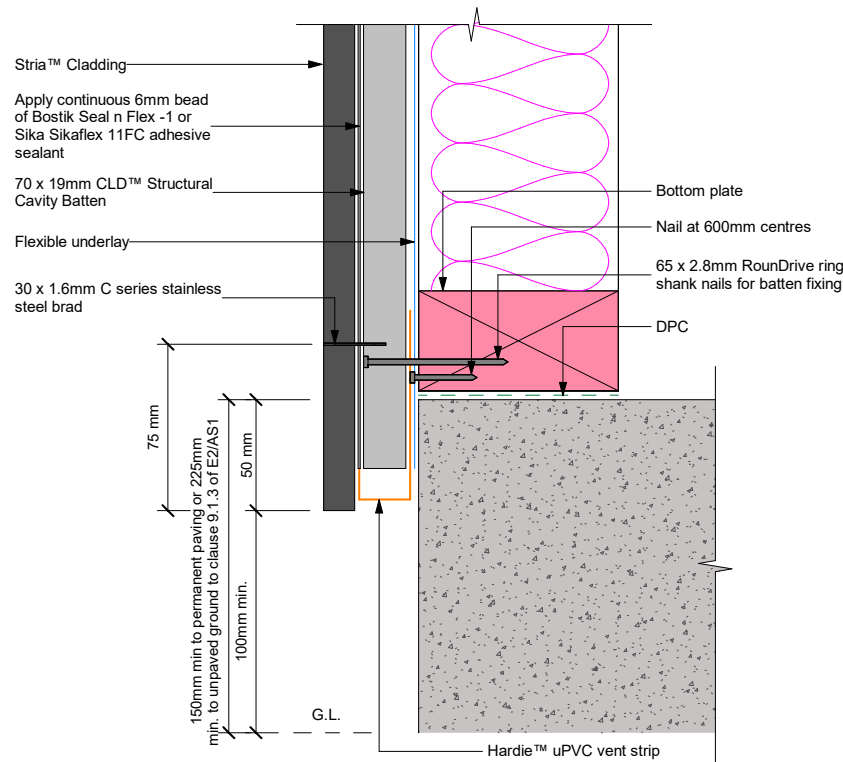 Stria™ Cladding
Apply continuous 6mm bead
of Bostik Seal n Flex -1 or
Sika Sikaflex 11FC adhesive
sealant
70 x 19mm CLD™ Structural
Cavity Batten
Flexible underlay
30 x 1.6mm C series stainless
steel brad
Bottom plate
Nail at 600mm centres
65 x 2.8mm RounDrive ring
shank nails for batten fixing
DPC
75 mm
50 mm
150mm min to permanent paving or 225mm
min. to unpaved ground to clause 9.1.3 of E2/AS1
100mm min.
G.L.
Hardie™ uPVC vent strip